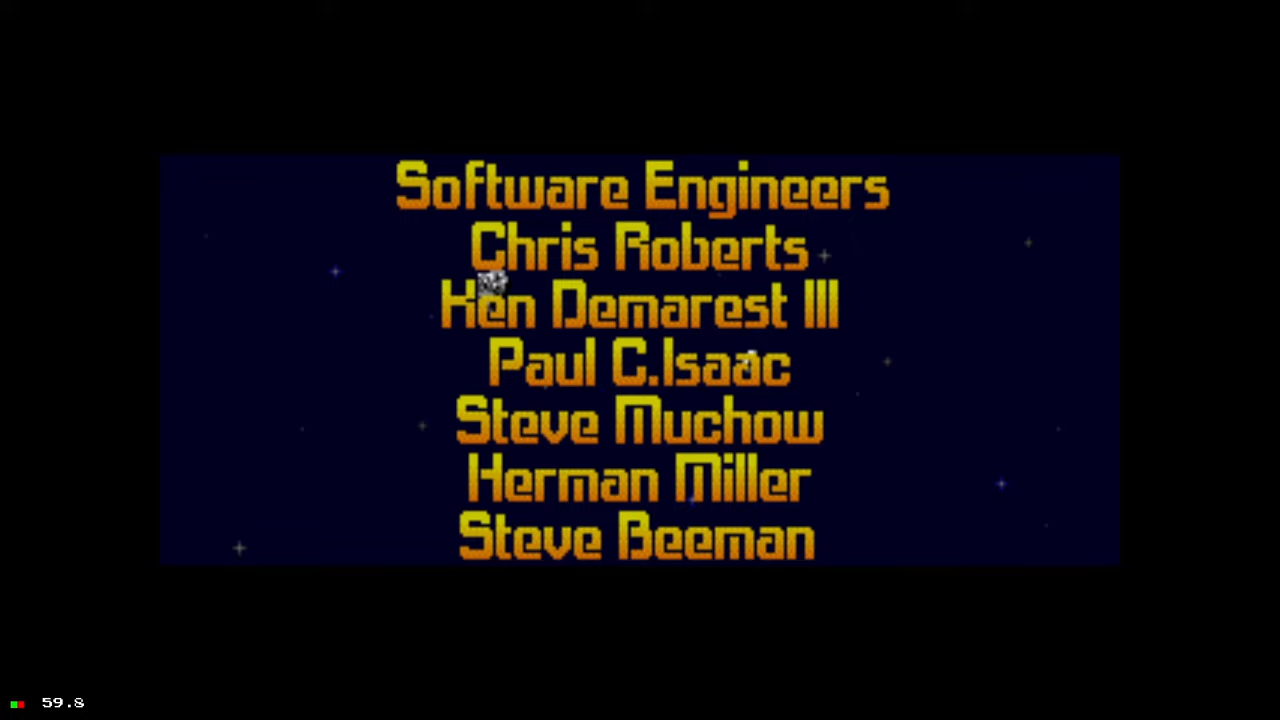 Software Engineers
Chris Roberts
Ken Demarest III
Paul C.Isaac
Steve Muchow
Herman Miller
Steve Beeman
59.8